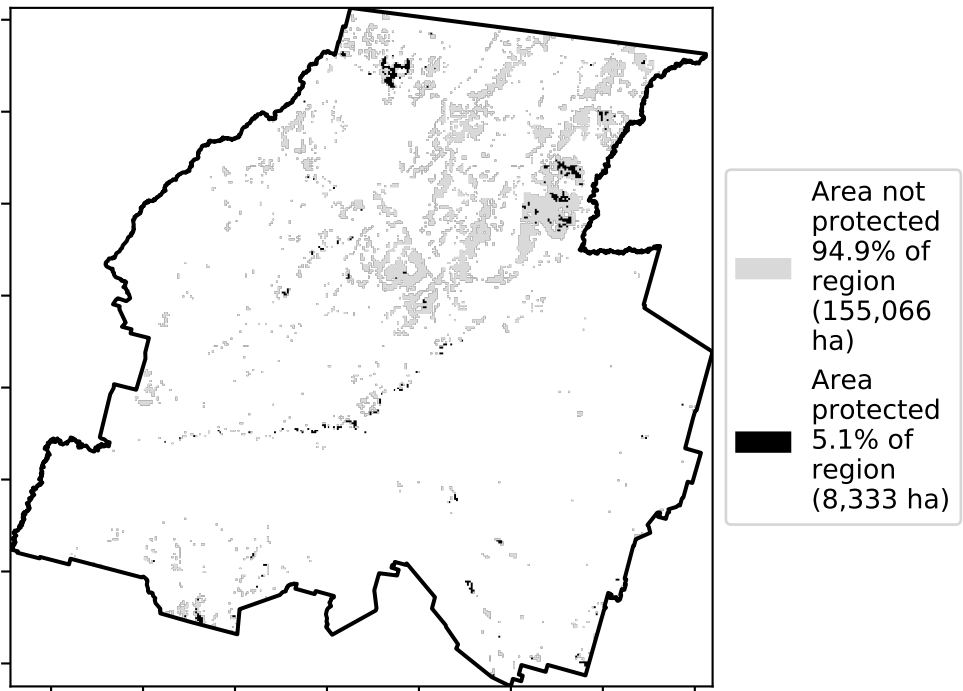 Area not
protected
94.9% of
region
(155,066
ha)
Area
protected
5.1% of
region
(8,333 ha)